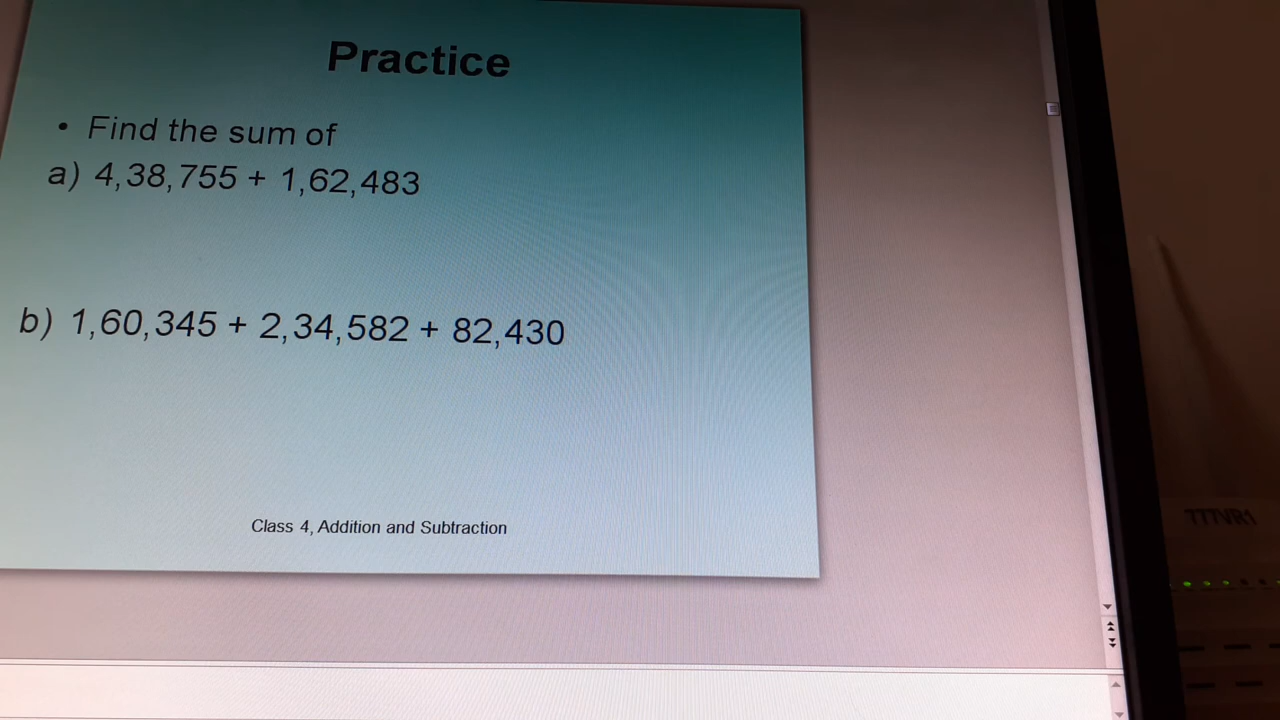 Practice
• Find the sum of
a) 4,38,755 + 1,62,483
b) 1,60,345 + 2,34,582 + 82,430
Class 4, Addition and Subtraction